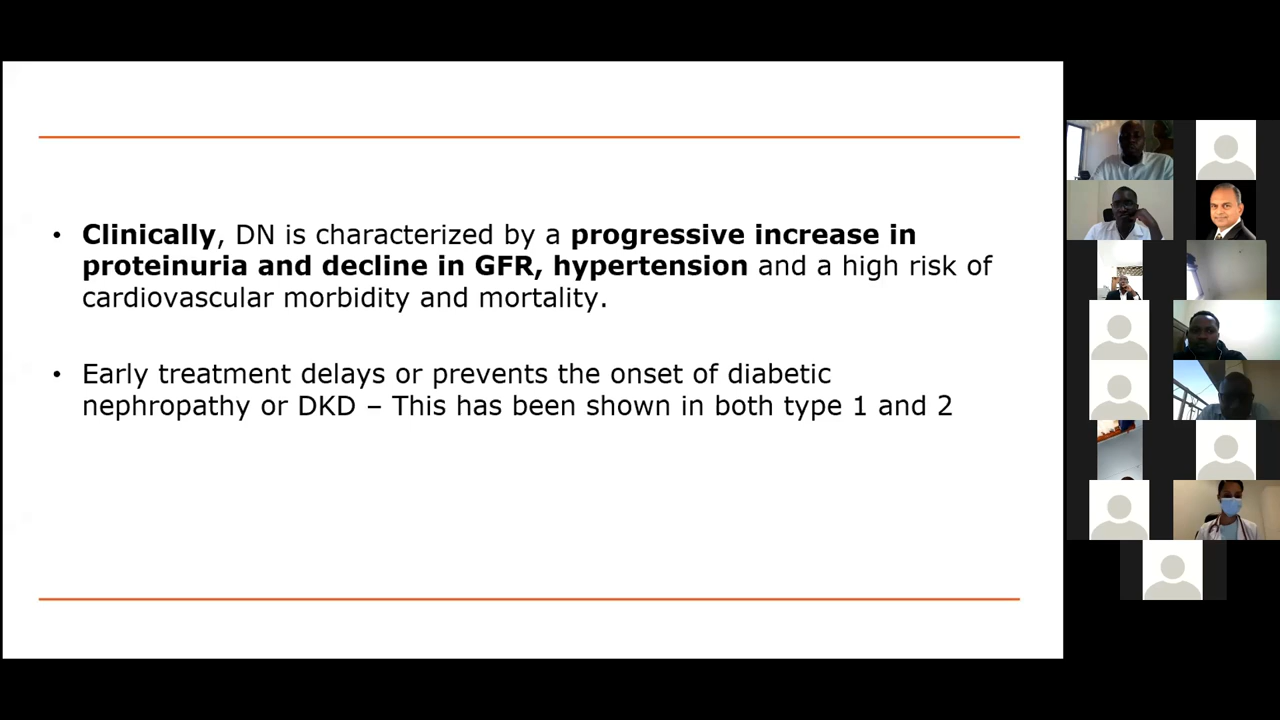 • Clinically, DN is characterized by a progressive increase in
proteinuria and decline in GFR, hypertension and a high risk of
cardiovascular morbidity and mortality.
• Early treatment delays or prevents the onset of diabetic
nephropathy or DKD – This has been shown in both type 1 and 2